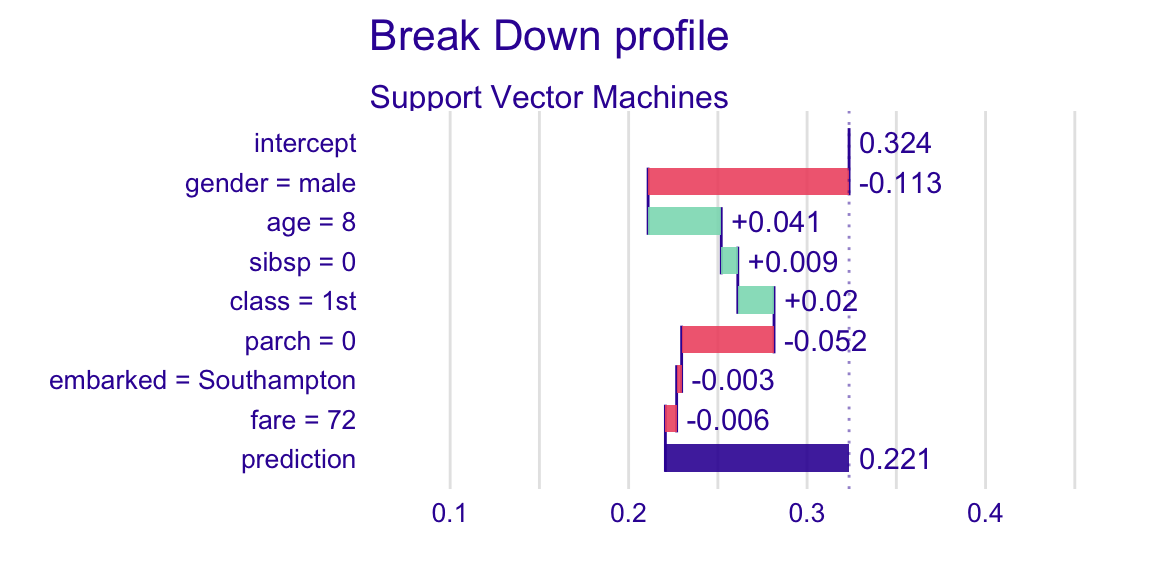 Break Down profile
Support Vector Machines
intercept 0.324
gender = male -0.113
age = 8 +0.041
sibsp = 0 +0.009
class = 1st +0.02
parch = 0 -0.052
embarked = Southampton -0.003
fare = 72 -0.006
prediction 0.221
0.1 0.2 0.3 0.4